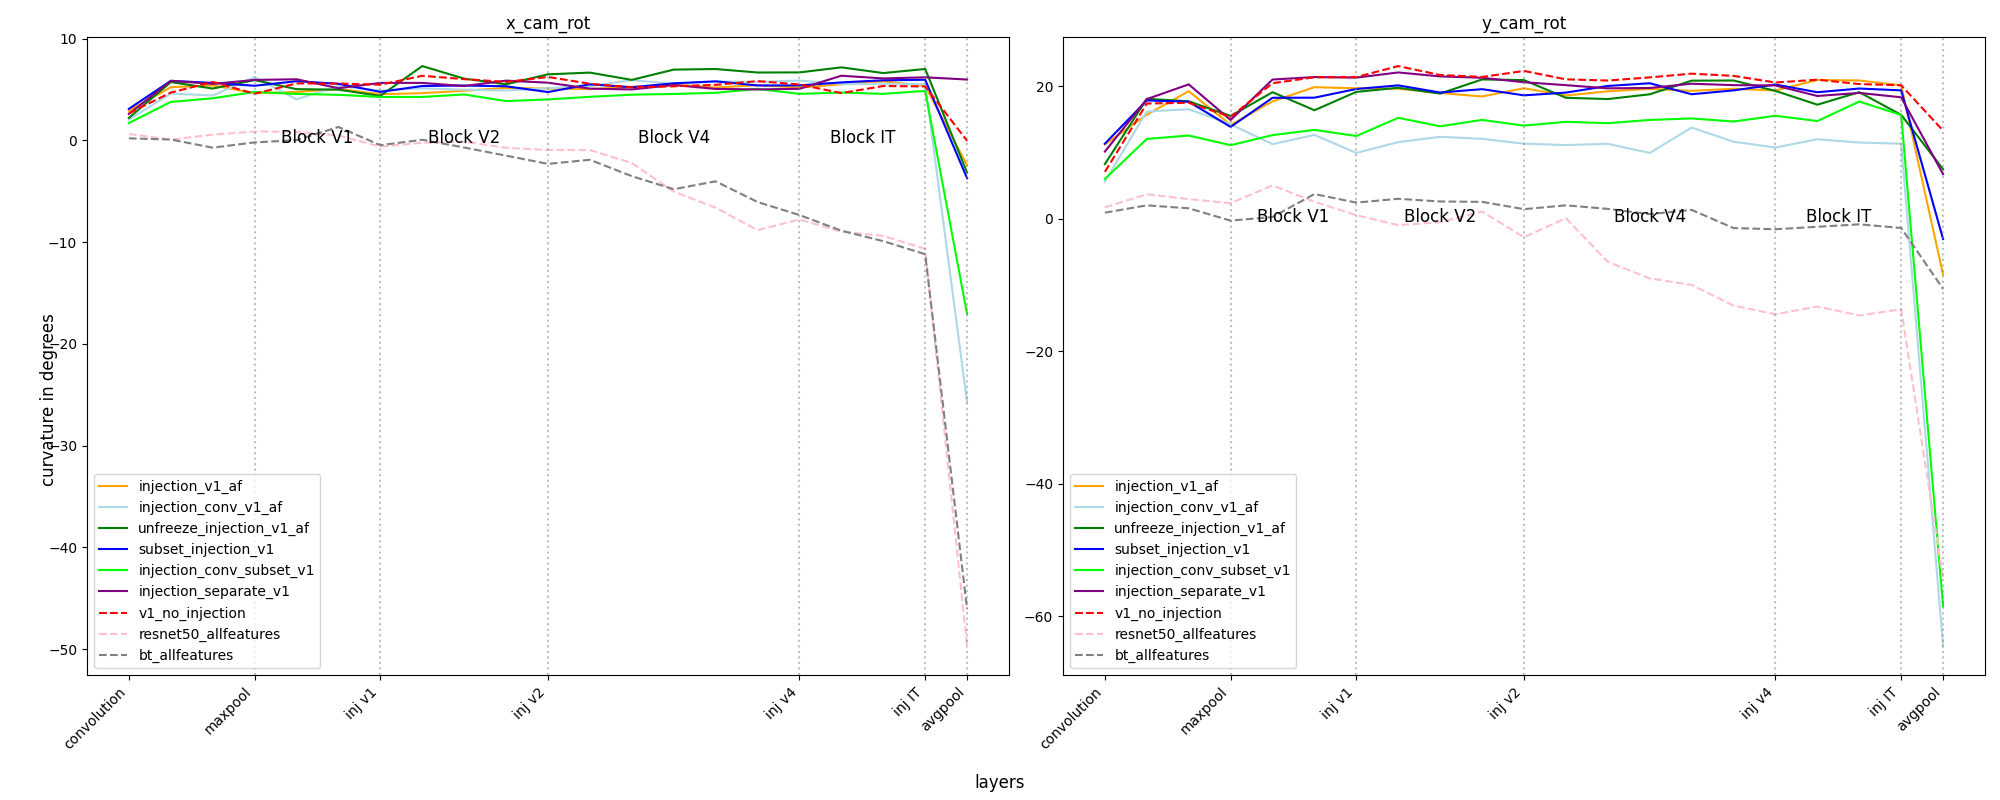 x_cam_rot
10
0
−10
−20
−30
−40
−50
curvature in degrees
Block V1
Block V2
Block V4
Block IT
injection_v1_af
injection_conv_v1_af
unfreeze_injection_v1_af
subset_injection_v1
injection_conv_subset_v1
injection_separate_v1
v1_no_injection
resnet50_allfeatures
bt_allfeatures
convolution
maxpool
inj v1
inj v2
inj v4
inj IT
avgpool
y_cam_rot
20
0
−20
−40
−60
Block V1
Block V2
Block V4
Block IT
injection_v1_af
injection_conv_v1_af
unfreeze_injection_v1_af
subset_injection_v1
injection_conv_subset_v1
injection_separate_v1
v1_no_injection
resnet50_allfeatures
bt_allfeatures
convolution
maxpool
inj v1
inj v2
inj v4
inj IT
avgpool
layers